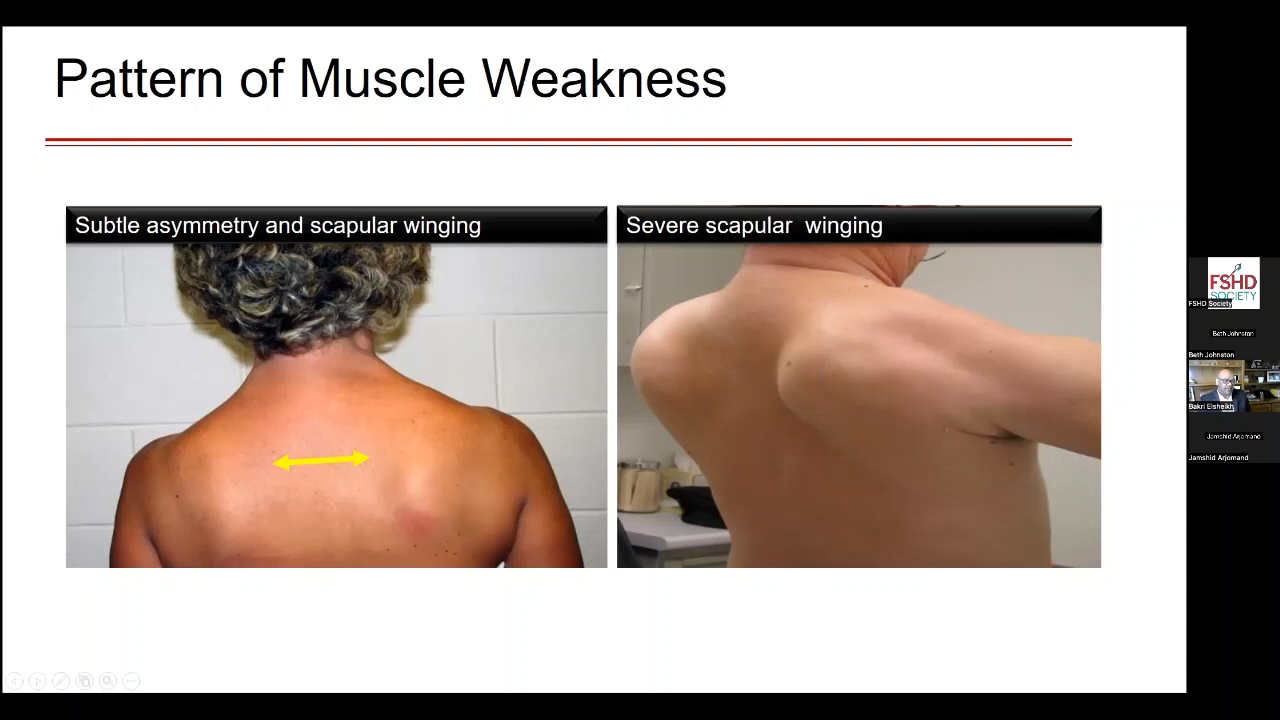 Pattern of Muscle Weakness
Subtle asymmetry and scapular winging
Severe scapular  winging
FSHD
SOCIETY
FSHD Society
Beth Johnston
Beth Johnston
Bakri Elsheikh
Jamshid Arjomand
Jamshid Arjomand